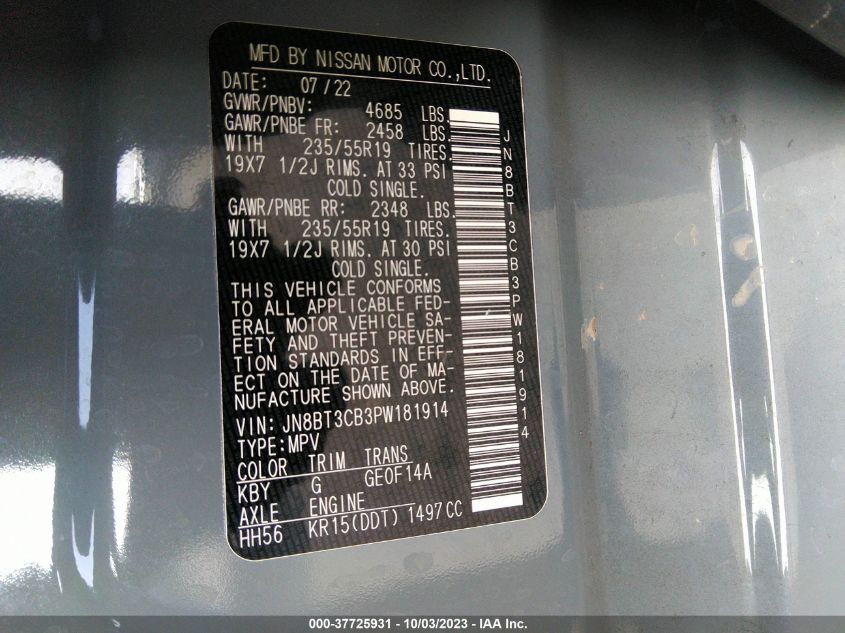 MFD BY NISSAN MOTOR CO.,LTD.
DATE: 07/22
GVWR/PNBV: 4685 LBS.
GAWR/PNBE FR: 2458 LBS.
WITH 235/55R19 TIRES.
19X7 1/2J RIMS. AT 33 PSI
COLD SINGLE.
GAWR/PNBE RR: 2348 LBS.
WITH 235/55R19 TIRES.
19X7 1/2J RIMS. AT 30 PSI
COLD SINGLE.
THIS VEHICLE CONFORMS
TO ALL APPLICABLE FED-
ERAL MOTOR VEHICLE SA-
FETY AND THEFT PREVEN-
TION STANDARDS IN EFF-
ECT ON THE DATE OF MA-
NUFACTURE SHOWN ABOVE.
VIN: JN8BT3CB3PW181914
TYPE:MPV
COLOR TRIM TRANS
KBY G GE0F14A
AXLE ENGINE
HH56 KR15(DDT) 1497CC
JN8BT3CB3PW181914
000-37725931 - 10/03/2023 - IAA Inc.